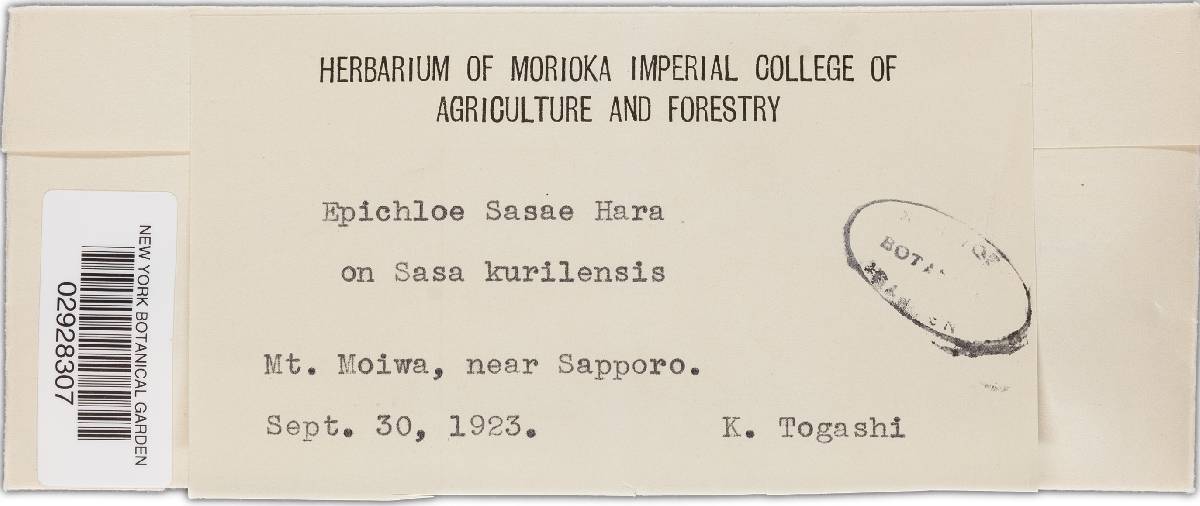 HERBARIUM OF MORIOKA IMPERIAL COLLEGE OF
AGRICULTURE AND FORESTRY
Epichloe Sasae Hara
on Sasa kurilensis
Mt. Moiwa, near Sapporo.
Sept. 30, 1923. K. Togashi
NEW YORK BOTANICAL GARDEN
02928307